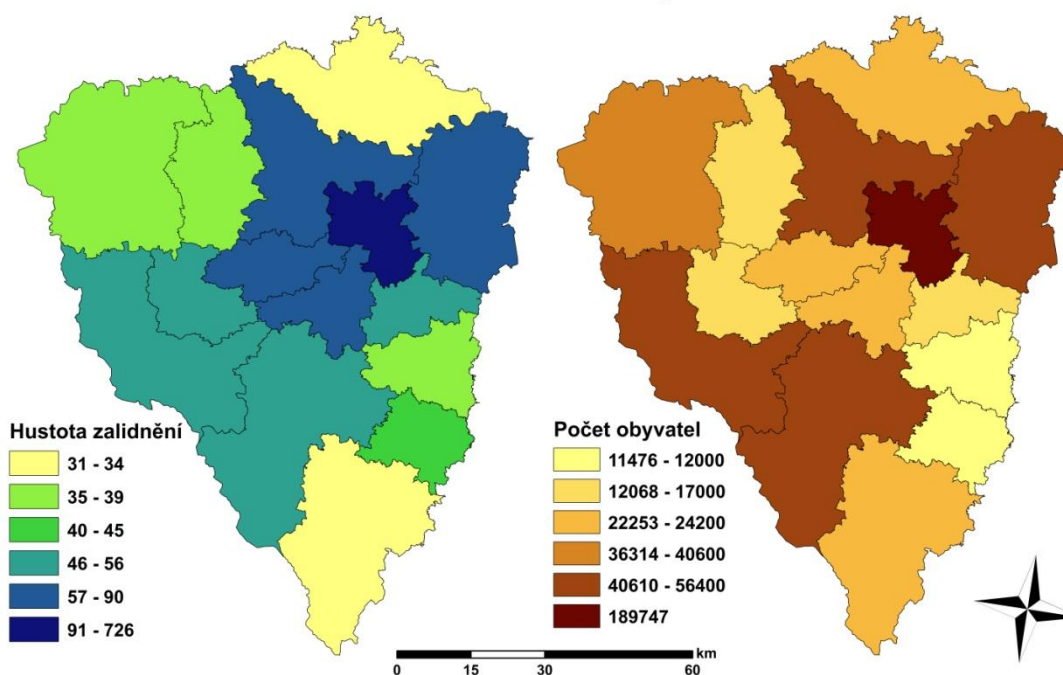 Hustota zalidnění
31 - 34
35 - 39
40 - 45
46 - 56
57 - 90
91 - 726
Počet obyvatel
11476 - 12000
12068 - 17000
22253 - 24200
36314 - 40600
40610 - 56400
189747
km
0 15 30 60